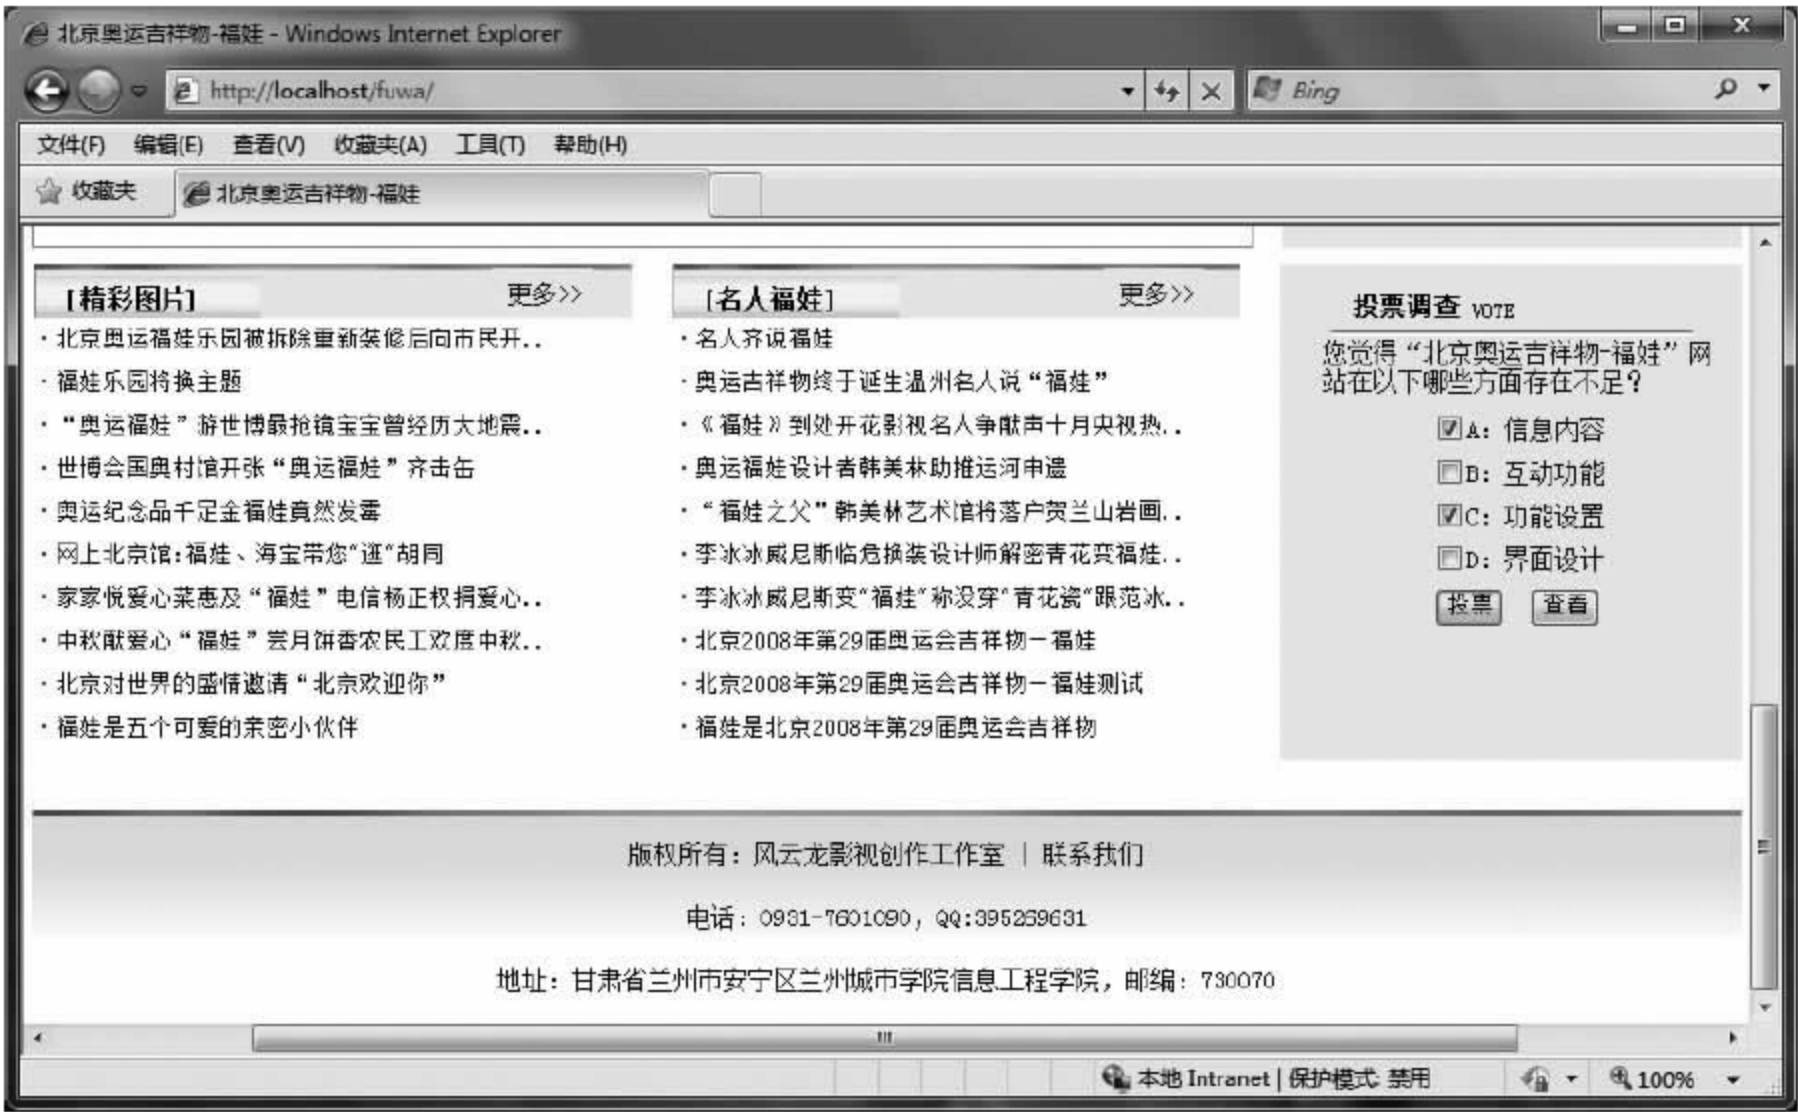 北京奥运吉祥物-福娃 - Windows Internet Explorer
http://localhost/fuwa/
Bing
文件(F) 编辑(E) 查看(V) 收藏夹(A) 工具(T) 帮助(H)
收藏夹 北京奥运吉祥物-福娃
[精彩图片] 更多>>
·北京奥运福娃乐园被拆除重新装修后向市民开..
·福娃乐园将换主题
·“奥运福娃”游世博最抢镜宝宝曾经历大地震..
·世博会国奥村馆开张“奥运福娃”齐击缶
·奥运纪念品千足金福娃竟然发霉
·网上北京馆:福娃、海宝带您"逛"胡同
·家家悦爱心菜惠及“福娃”电信杨正权捐爱心..
·中秋献爱心“福娃”尝月饼香农民工欢度中秋..
·北京对世界的盛情邀请“北京欢迎你”
·福娃是五个可爱的亲密小伙伴
[名人福娃] 更多>>
·名人齐说福娃
·奥运吉祥物终于诞生温州名人说“福娃”
·《福娃》到处开花影视名人争献声十月央视热..
·奥运福娃设计者韩美林助推运河申遗
·“福娃之父”韩美林艺术馆将落户贺兰山岩画..
·李冰冰威尼斯临危换装设计师解密青花变福娃..
·李冰冰威尼斯变"福娃"称没穿"青花瓷"跟范冰..
·北京2008年第29届奥运会吉祥物—福娃
·北京2008年第29届奥运会吉祥物—福娃测试
·福娃是北京2008年第29届奥运会吉祥物
投票调查 VOTE
您觉得“北京奥运吉祥物-福娃”网
站在以下哪些方面存在不足?
A: 信息内容
B: 互动功能
C: 功能设置
D: 界面设计
投票 查看
版权所有: 风云龙影视创作工作室 | 联系我们
电话: 0931-7601090, QQ:395269631
地址: 甘肃省兰州市安宁区兰州城市学院信息工程学院, 邮编: 730070
本地 Intranet | 保护模式: 禁用 100%